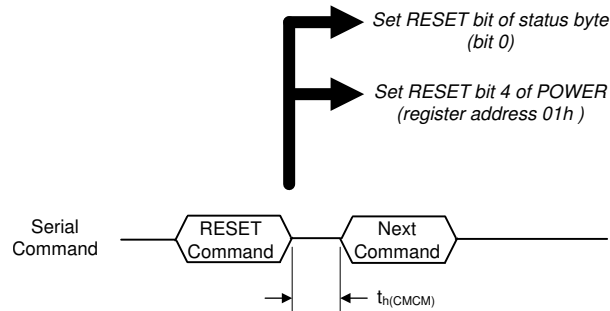 Set RESET bit of status byte
(bit 0)
Set RESET bit 4 of POWER
(register address 01h )
Serial
Command
RESET
Command
Next
Command
th(CMCM)